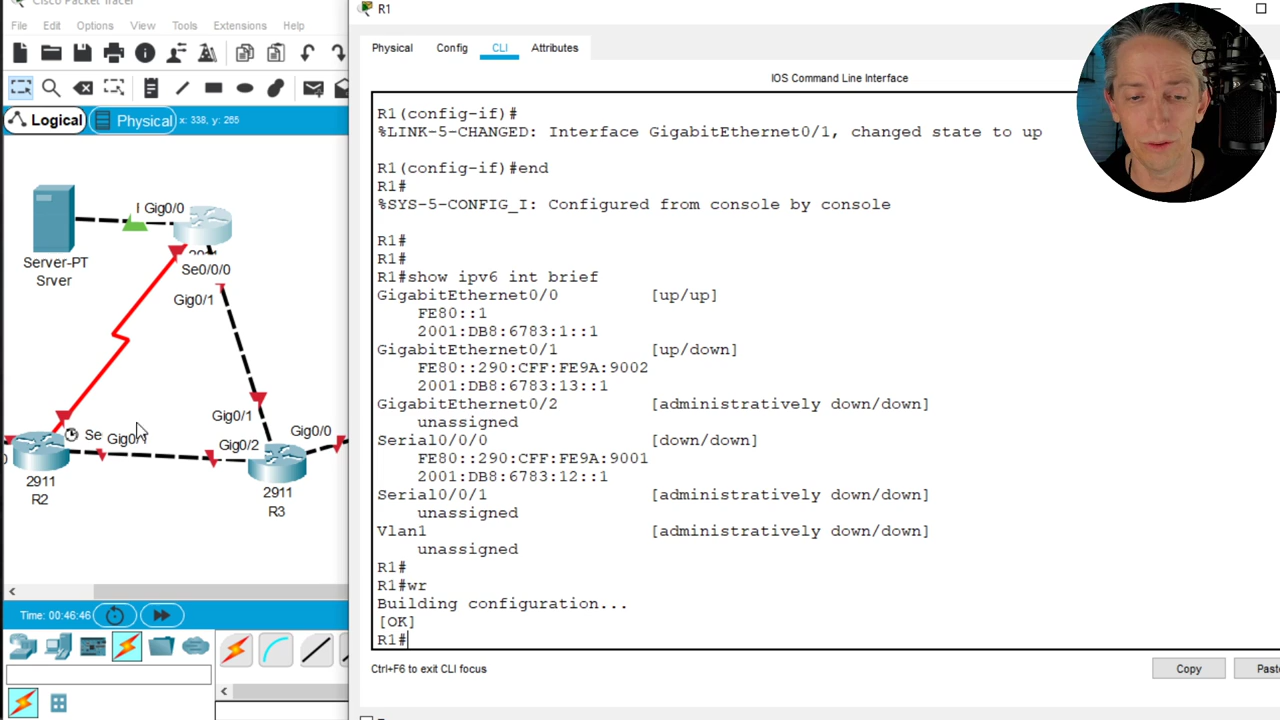 Cisco Packet Tracer
File Edit Options View Tools Extensions Help
Logical Physical x: 338, y: 265
I Gig0/0
Server-PT
Srver
Se0/0/0
Gig0/1
Gig0/1
Gig0/0
Se
Gig0/
Gig0/2
2911
R2
2911
R3
Time: 00:46:46
R1
Physical Config CLI Attributes
IOS Command Line Interface
R1(config-if)#
%LINK-5-CHANGED: Interface GigabitEthernet0/1, changed state to up
R1(config-if)#end
R1#
%SYS-5-CONFIG_I: Configured from console by console
R1#
R1#
R1#show ipv6 int brief
GigabitEthernet0/0 [up/up]
FE80::1
2001:DB8:6783:1::1
GigabitEthernet0/1 [up/down]
FE80::290:CFF:FE9A:9002
2001:DB8:6783:13::1
GigabitEthernet0/2 [administratively down/down]
unassigned
Serial0/0/0 [down/down]
FE80::290:CFF:FE9A:9001
2001:DB8:6783:12::1
Serial0/0/1 [administratively down/down]
unassigned
Vlan1 [administratively down/down]
unassigned
R1#
R1#wr
Building configuration...
[OK]
R1#
Ctrl+F6 to exit CLI focus
Copy
Paste